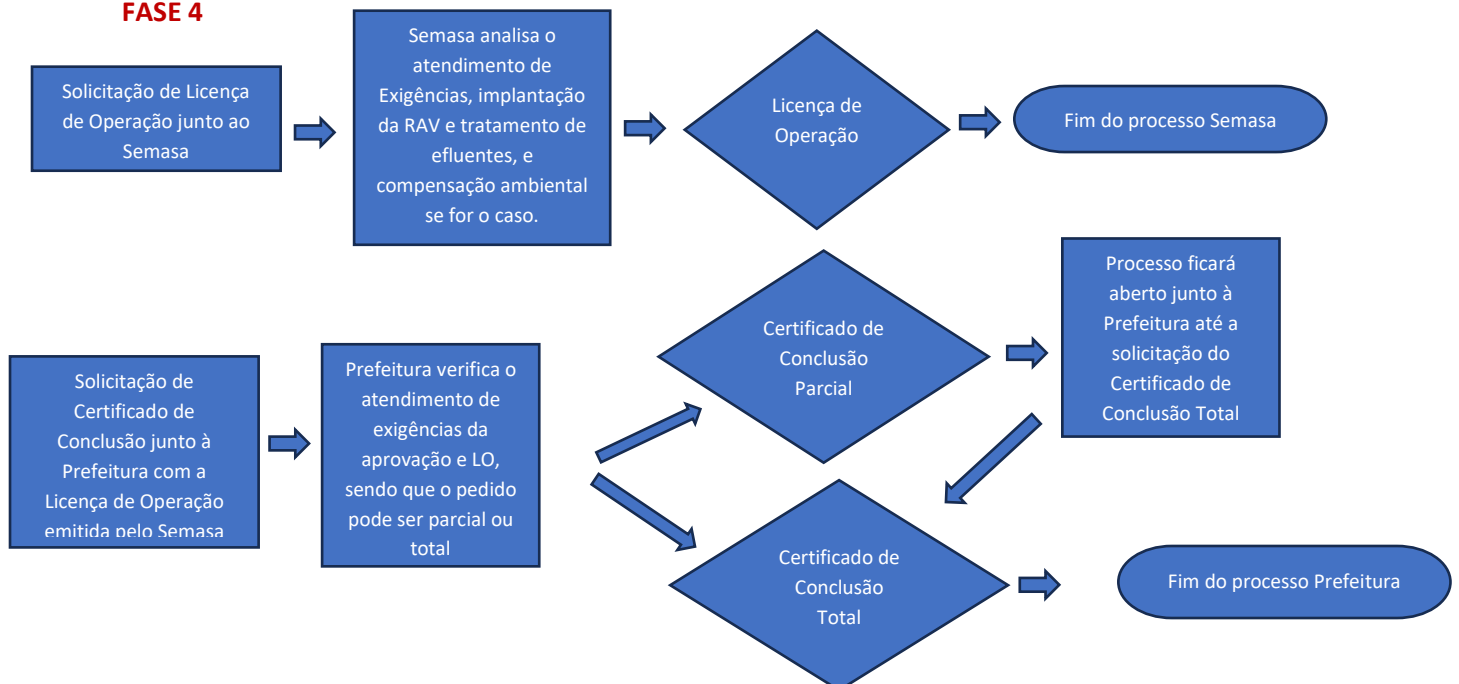 FASE 4
Solicitação de Licença
de Operação junto ao
Semasa
Semasa analisa o
atendimento de
Exigências, implantação
da RAV e tratamento de
efluentes, e
compensação ambiental
se for o caso.
Licença de
Operação
Fim do processo Semasa
Solicitação de
Certificado de
Conclusão junto à
Prefeitura com a
Licença de Operação
emitida pelo Semasa
Prefeitura verifica o
atendimento de
exigências da
aprovação e LO,
sendo que o pedido
pode ser parcial ou
total
Certificado de
Conclusão
Parcial
Processo ficará
aberto junto à
Prefeitura até a
solicitação do
Certificado de
Conclusão Total
Certificado de
Conclusão
Total
Fim do processo Prefeitura